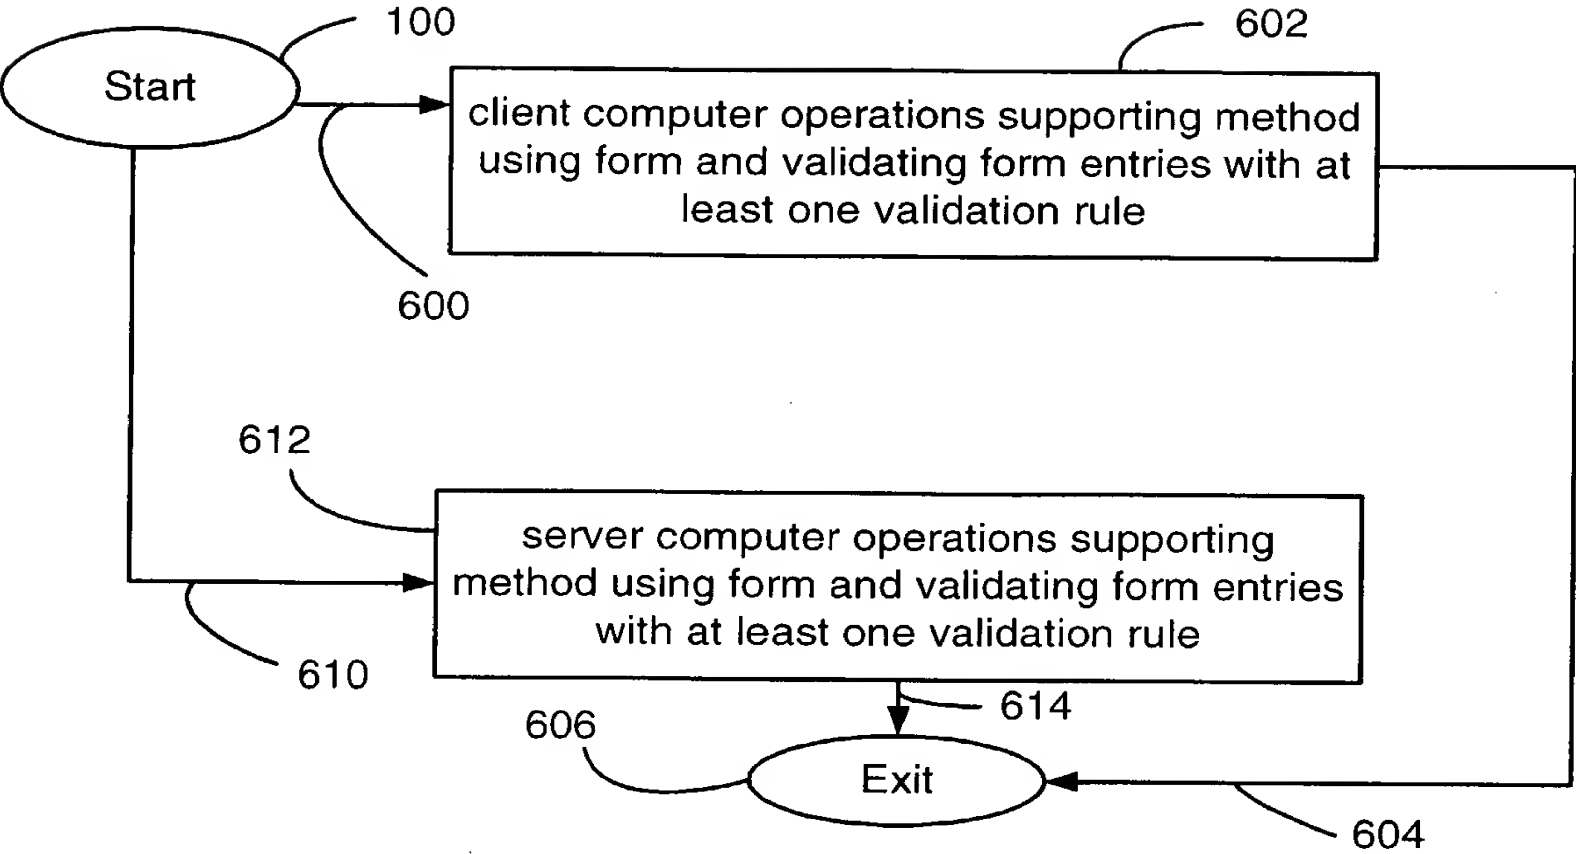 100
602
Start
client computer operations supporting method
using form and validating form entries with at
least one validation rule
600
612
server computer operations supporting
method using form and validating form entries
with at least one validation rule
610
614
606
Exit
604